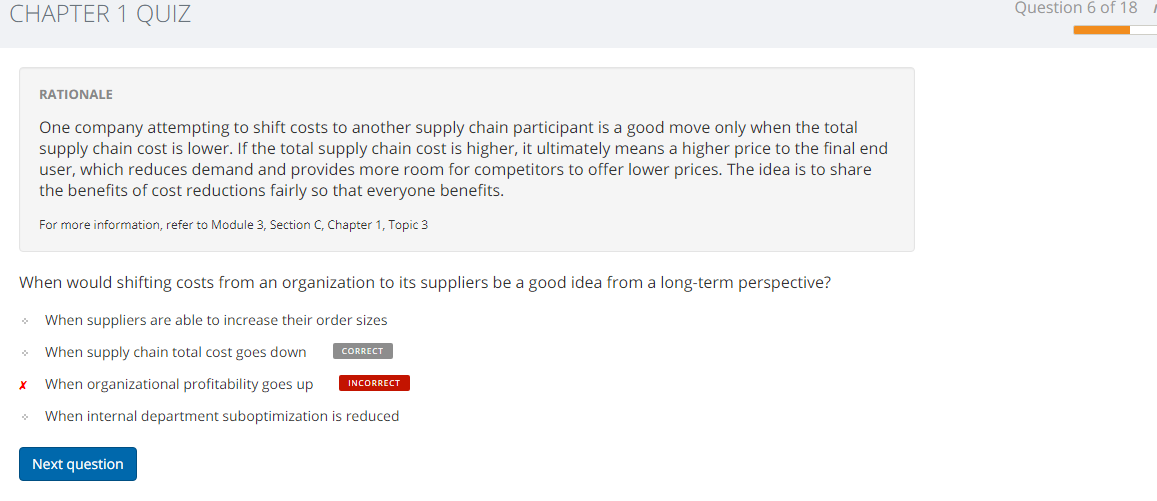 CHAPTER 1 QUIZ
Question 6 of 18
RATIONALE
One company attempting to shift costs to another supply chain participant is a good move only when the total
supply chain cost is lower. If the total supply chain cost is higher, it ultimately means a higher price to the final end
user, which reduces demand and provides more room for competitors to offer lower prices. The idea is to share
the benefits of cost reductions fairly so that everyone benefits.
For more information, refer to Module 3, Section C, Chapter 1, Topic 3
When would shifting costs from an organization to its suppliers be a good idea from a long-term perspective?
When suppliers are able to increase their order sizes
When supply chain total cost goes down CORRECT
When organizational profitability goes up INCORRECT
When internal department suboptimization is reduced
Next question